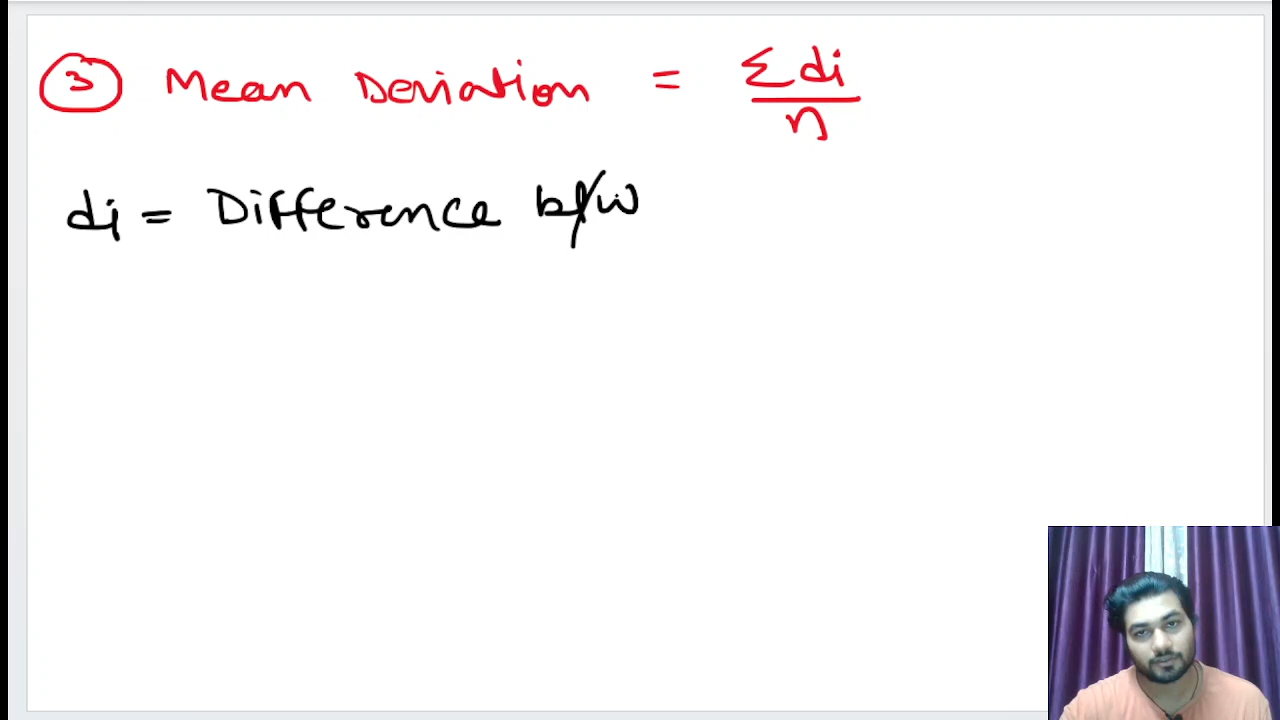 3 Mean Deviation = Σdi/n
di = Difference b/w